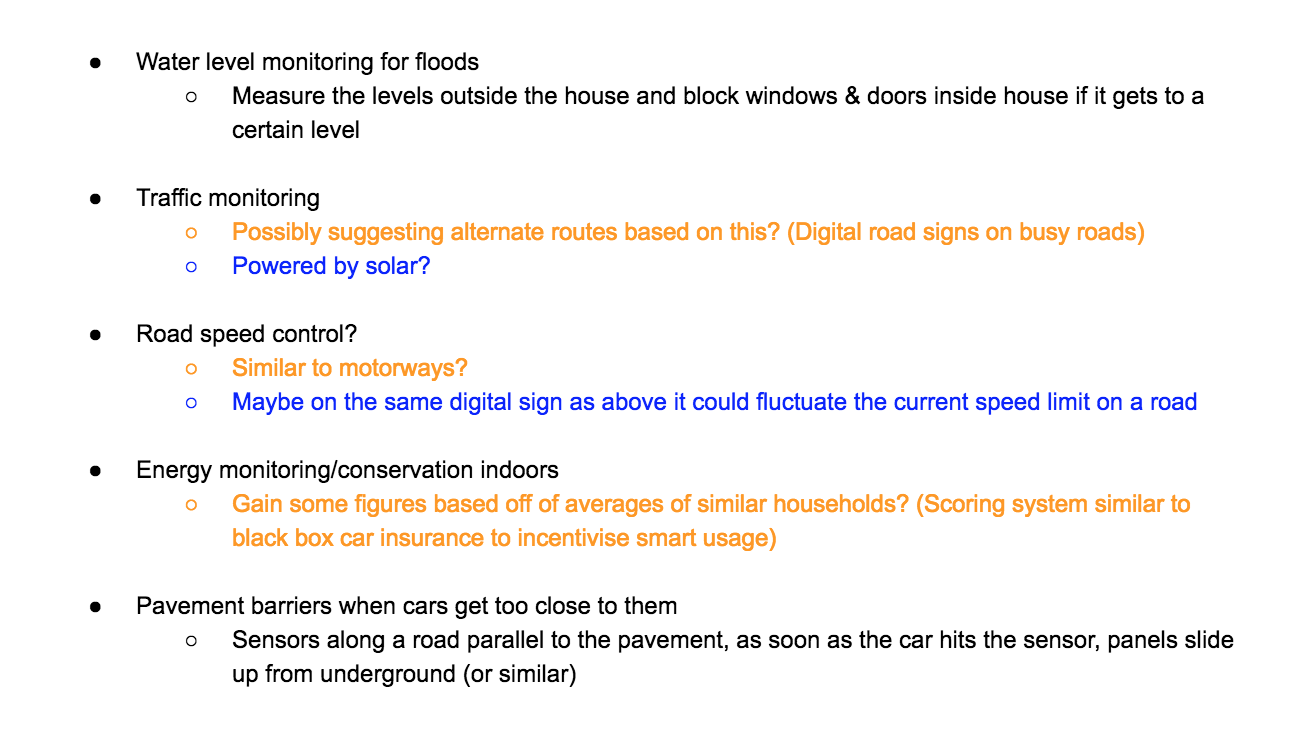 ● Water level monitoring for floods
○ Measure the levels outside the house and block windows & doors inside house if it gets to a
certain level
● Traffic monitoring
○ Possibly suggesting alternate routes based on this? (Digital road signs on busy roads)
○ Powered by solar?
● Road speed control?
○ Similar to motorways?
○ Maybe on the same digital sign as above it could fluctuate the current speed limit on a road
● Energy monitoring/conservation indoors
○ Gain some figures based off of averages of similar households? (Scoring system similar to
black box car insurance to incentivise smart usage)
● Pavement barriers when cars get too close to them
○ Sensors along a road parallel to the pavement, as soon as the car hits the sensor, panels slide
up from underground (or similar)